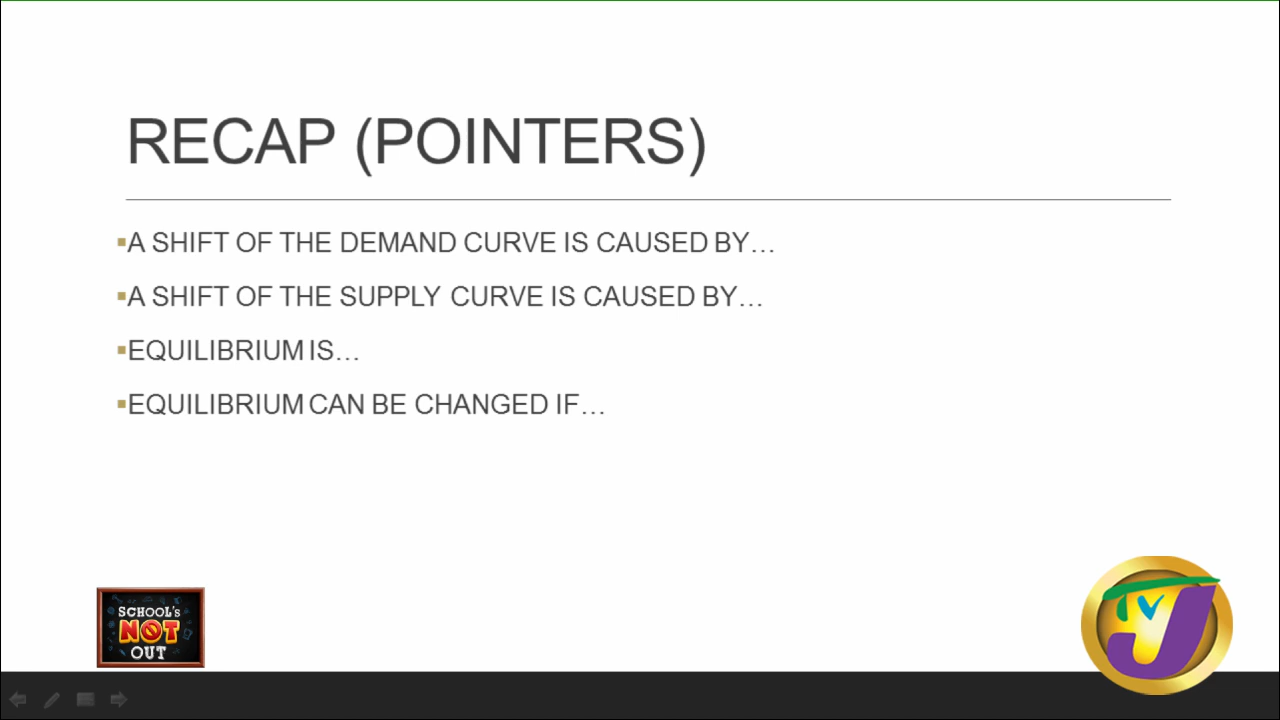 RECAP (POINTERS)
▪A SHIFT OF THE DEMAND CURVE IS CAUSED BY…
▪A SHIFT OF THE SUPPLY CURVE IS CAUSED BY…
▪EQUILIBRIUM IS…
▪EQUILIBRIUM CAN BE CHANGED IF…
SCHOOL'S
NOT
OUT
TVJ